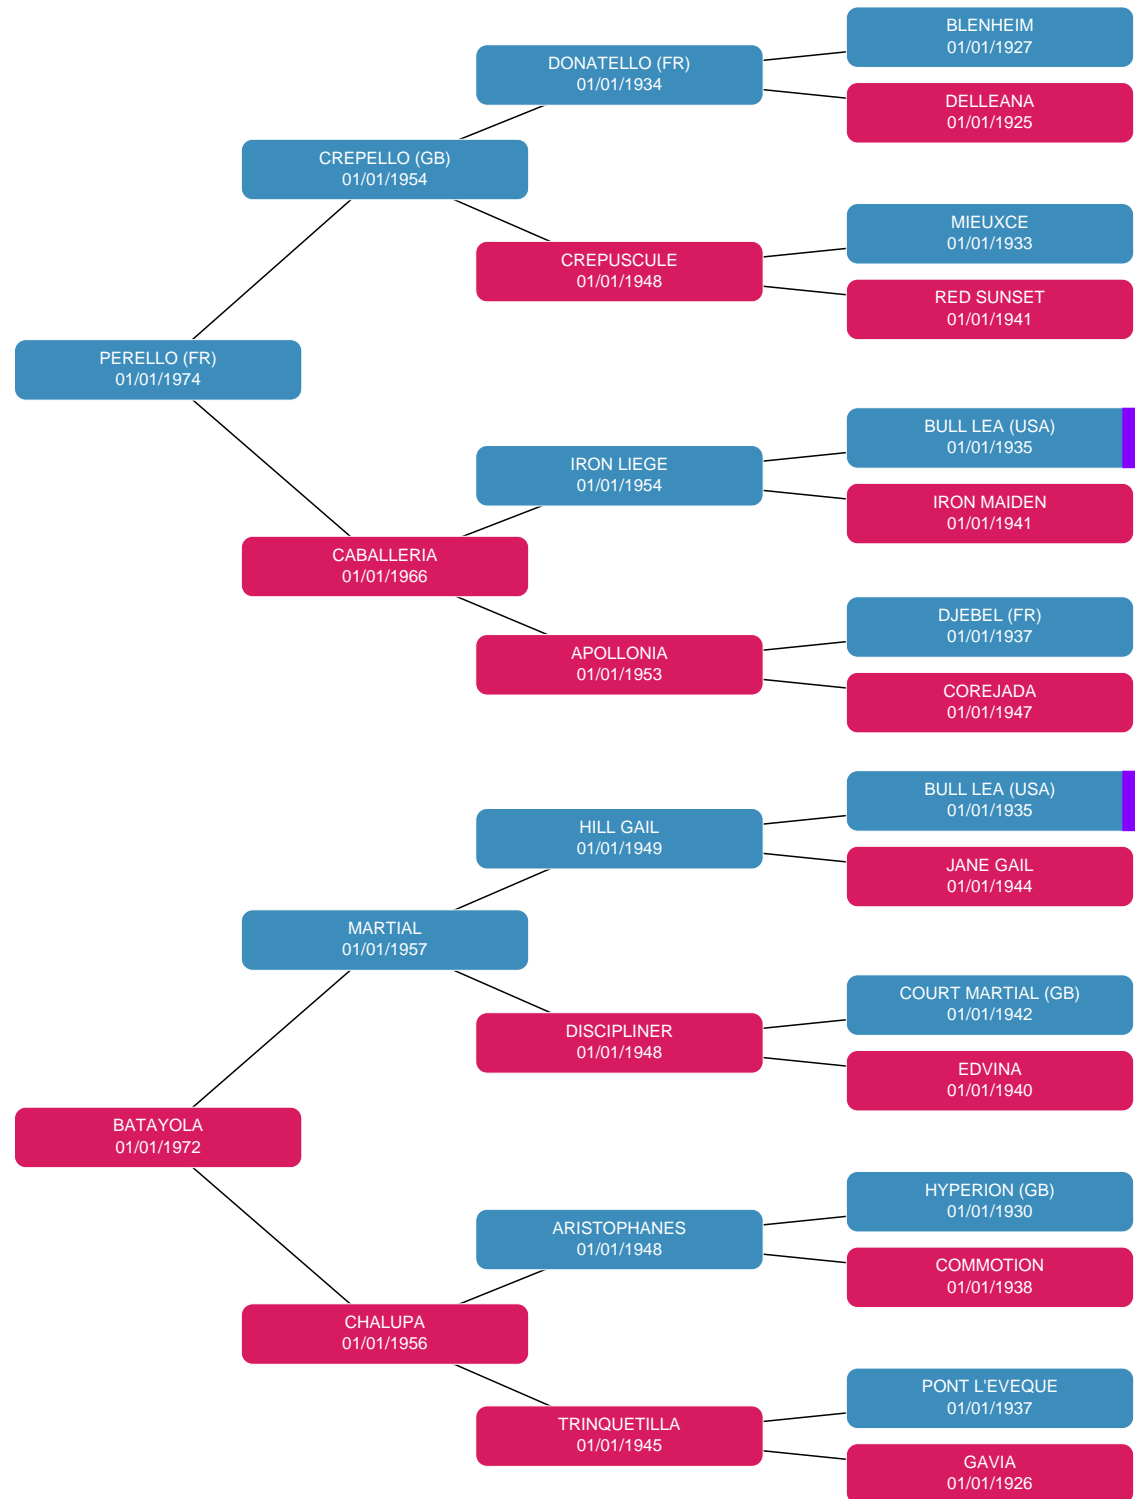 BLENHEIM
01/01/1927
DONATELLO (FR)
01/01/1934
DELLEANA
01/01/1925
CREPELLO (GB)
01/01/1954
MIEUXCE
01/01/1933
CREPUSCULE
01/01/1948
RED SUNSET
01/01/1941
PERELLO (FR)
01/01/1974
BULL LEA (USA)
01/01/1935
IRON LIEGE
01/01/1954
IRON MAIDEN
01/01/1941
CABALLERIA
01/01/1966
DJEBEL (FR)
01/01/1937
APOLLONIA
01/01/1953
COREJADA
01/01/1947
BULL LEA (USA)
01/01/1935
HILL GAIL
01/01/1949
JANE GAIL
01/01/1944
MARTIAL
01/01/1957
COURT MARTIAL (GB)
01/01/1942
DISCIPLINER
01/01/1948
EDVINA
01/01/1940
BATAYOLA
01/01/1972
HYPERION (GB)
01/01/1930
ARISTOPHANES
01/01/1948
COMMOTION
01/01/1938
CHALUPA
01/01/1956
PONT L'EVEQUE
01/01/1937
TRINQUETILLA
01/01/1945
GAVIA
01/01/1926